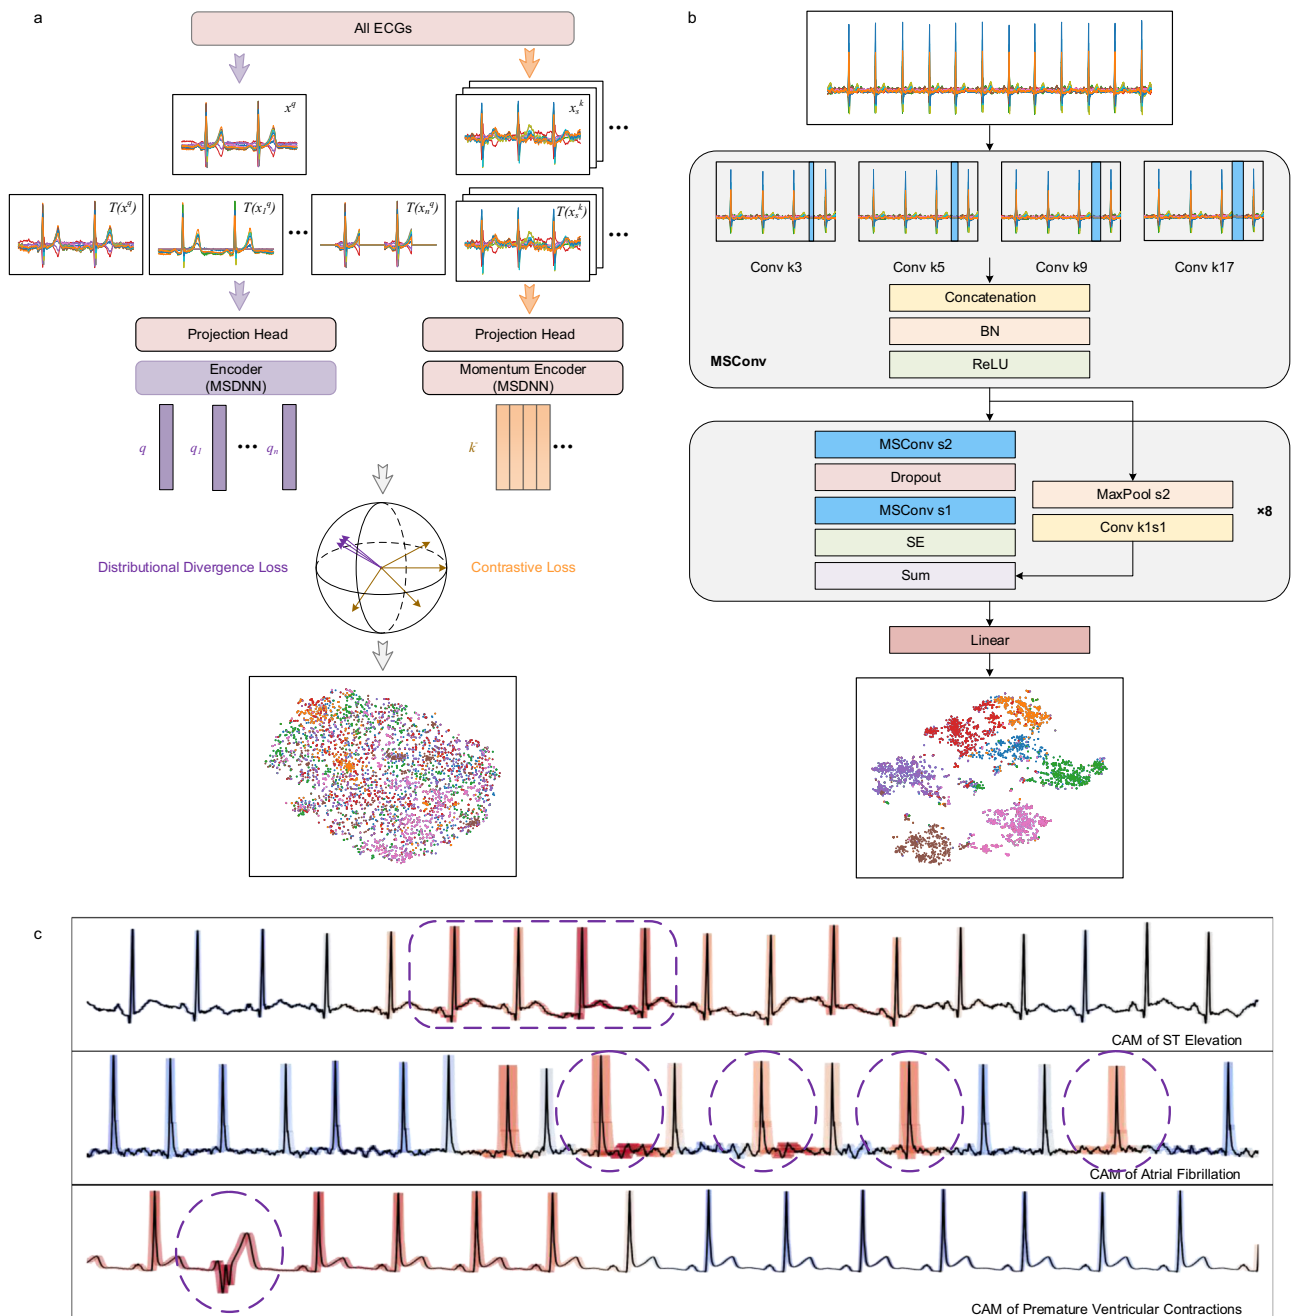 a
All ECGs
x^q
x_s^k
•••
T(x^q)
T(x_1^q)
•••
T(x_n^q)
T(x_s^k)
•••
Projection Head
Projection Head
Encoder
(MSDNN)
Momentum Encoder
(MSDNN)
q
q_1
•••
q_n
k
•••
Distributional Divergence Loss
Contrastive Loss
b
Conv k3
Conv k5
Conv k9
Conv k17
Concatenation
BN
ReLU
MSConv
MSConv s2
Dropout
MSConv s1
SE
Sum
MaxPool s2
Conv k1s1
×8
Linear
c
CAM of ST Elevation
CAM of Atrial Fibrillation
CAM of Premature Ventricular Contractions